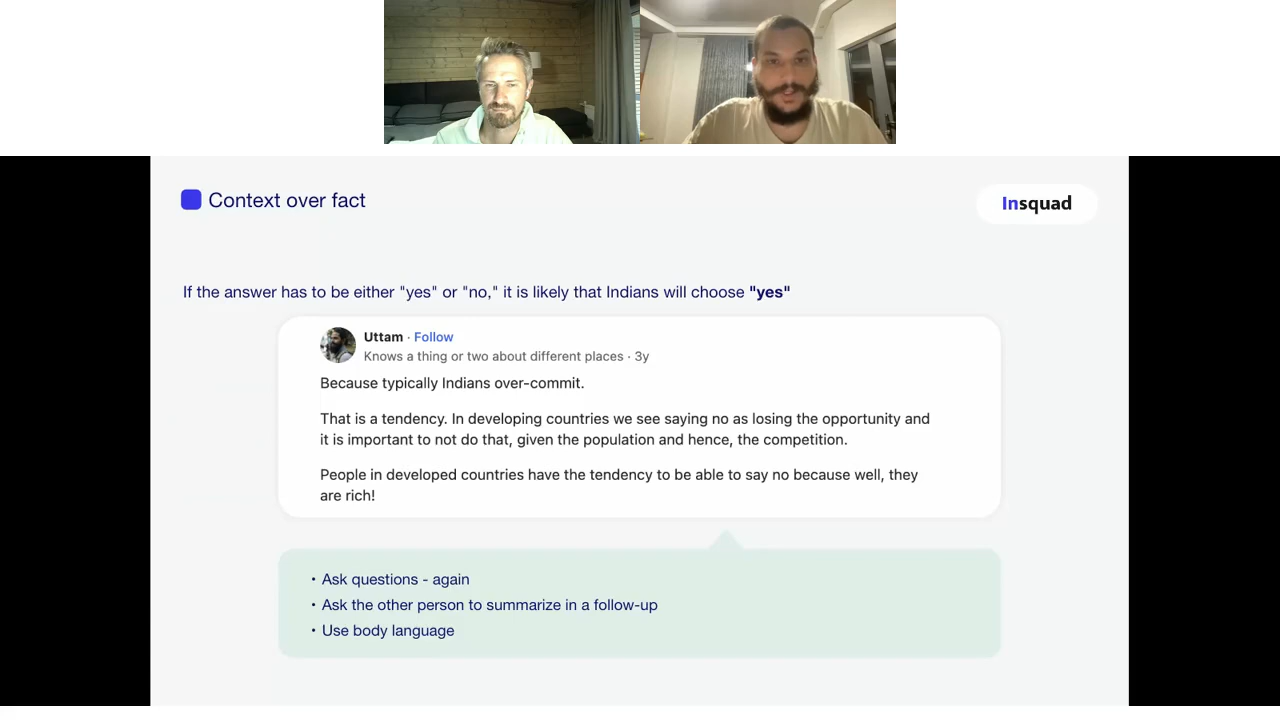 Context over fact
Insquad
If the answer has to be either "yes" or "no," it is likely that Indians will choose "yes"
Uttam · Follow
Knows a thing or two about different places · 3y
Because typically Indians over-commit.
That is a tendency. In developing countries we see saying no as losing the opportunity and
it is important to not do that, given the population and hence, the competition.
People in developed countries have the tendency to be able to say no because well, they
are rich!
• Ask questions - again
• Ask the other person to summarize in a follow-up
• Use body language